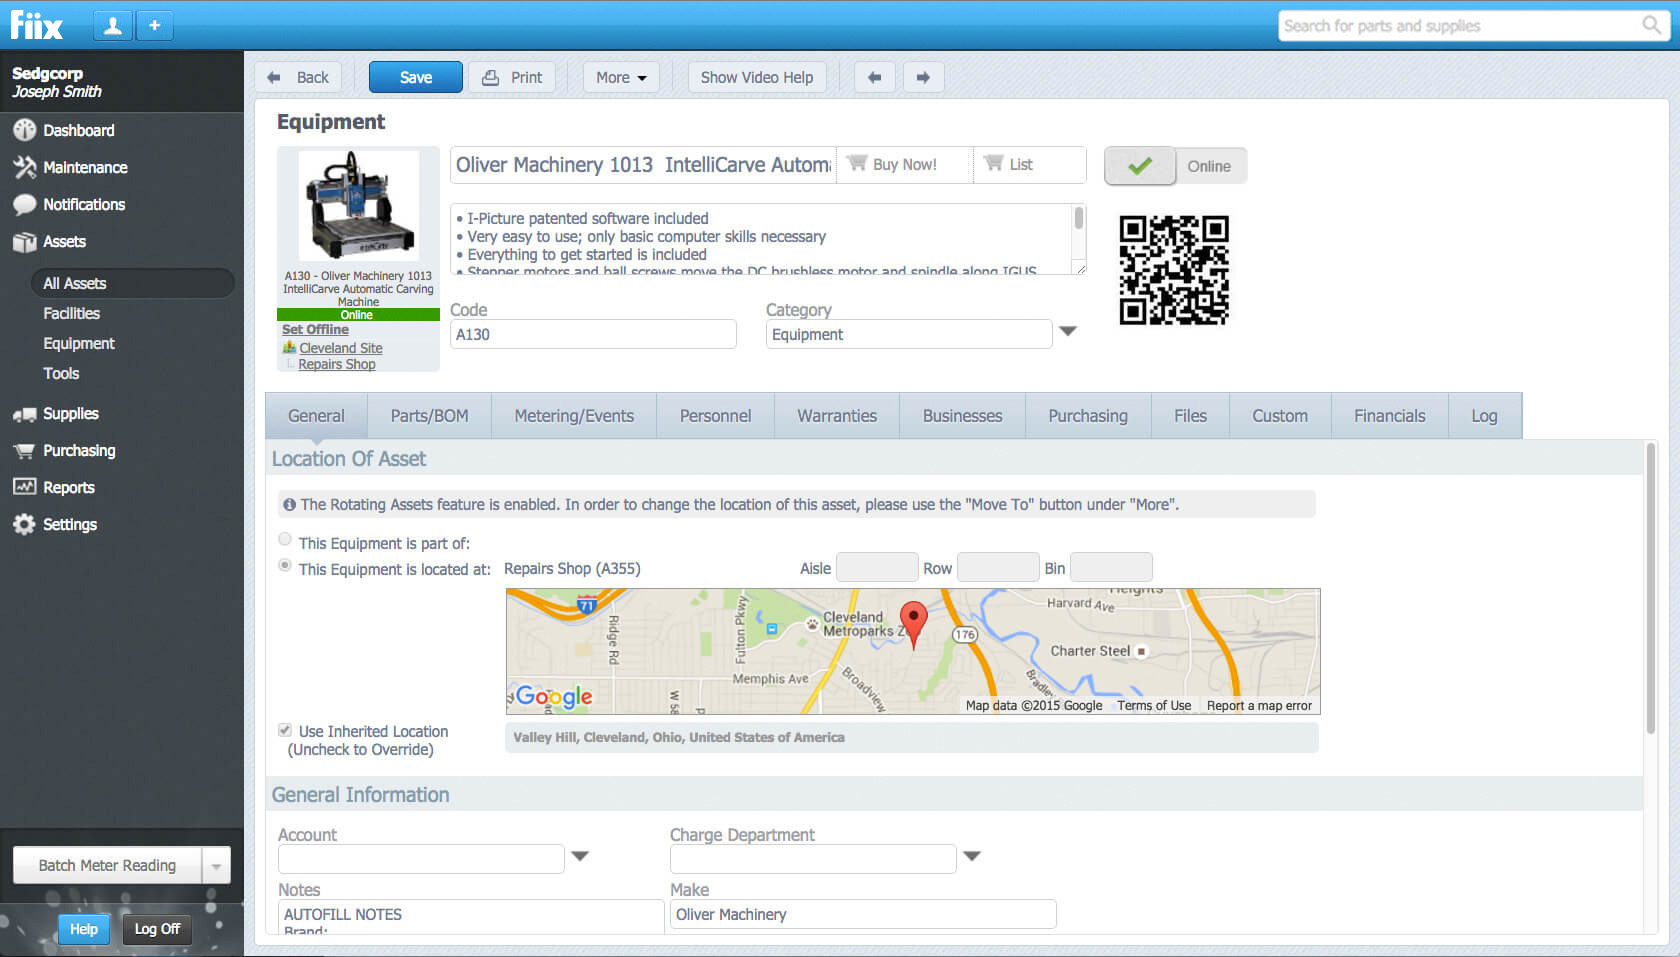 Fiix
Search for parts and supplies
Sedgcorp
Joseph Smith
Dashboard
Maintenance
Notifications
Assets
All Assets
Facilities
Equipment
Tools
Supplies
Purchasing
Reports
Settings
Batch Meter Reading
Help
Log Off
Back
Save
Print
More
Show Video Help
Equipment
A130 - Oliver Machinery 1013
IntelliCarve Automatic Carving
Machine
Online
Set Offline
Cleveland Site
Repairs Shop
Oliver Machinery 1013 IntelliCarve Automa
Buy Now!
List
Online
• I-Picture patented software included
• Very easy to use; only basic computer skills necessary
• Everything to get started is included
• Stepper motors and ball screws move the DC brushless motor and spindle along IGUS
Code
A130
Category
Equipment
General
Parts/BOM
Metering/Events
Personnel
Warranties
Businesses
Purchasing
Files
Custom
Financials
Log
Location Of Asset
The Rotating Assets feature is enabled. In order to change the location of this asset, please use the "Move To" button under "More".
This Equipment is part of:
This Equipment is located at: Repairs Shop (A355) Aisle Row Bin
71
Ridge Rd
Fulton Pkwy
Cleveland
Metroparks Zo
176
Heights
Harvard Ave
Charter Steel
Memphis Ave
Broadview
W 5
Google
Map data ©2015 Google
Terms of Use
Report a map error
Use Inherited Location
(Uncheck to Override)
Valley Hill, Cleveland, Ohio, United States of America
General Information
Account
Charge Department
Notes
AUTOFILL NOTES
Brand:
Make
Oliver Machinery